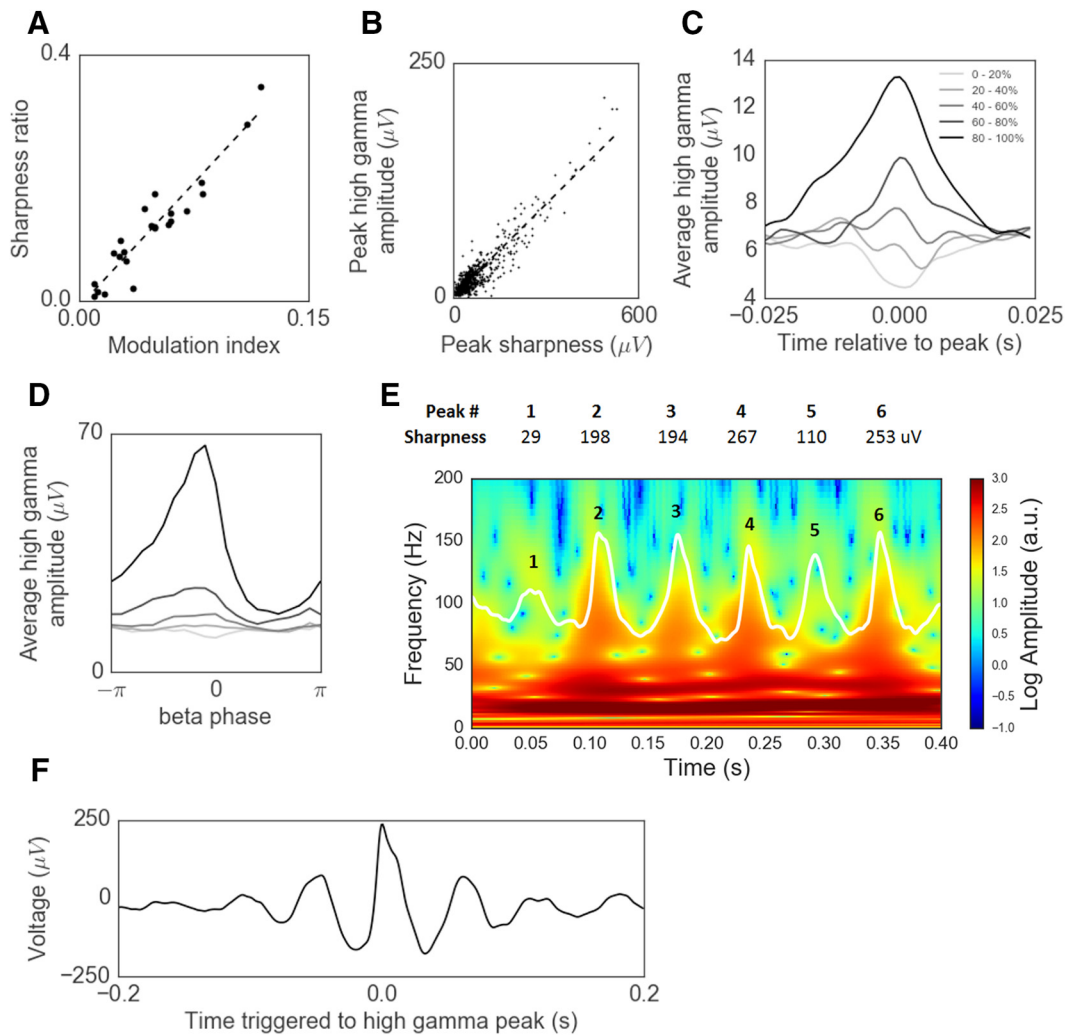 A
0.4
Sharpness ratio
0.0
0.00
0.15
Modulation index
B
250
Peak high gamma
amplitude (μV)
0
0
600
Peak sharpness (μV)
C
14
12
10
8
6
4
Average high gamma
amplitude (μV)
0 - 20%
20 - 40%
40 - 60%
60 - 80%
80 - 100%
−0.025
0.000
0.025
Time relative to peak (s)
D
70
Average high gamma
amplitude (μV)
0
−π
0
π
beta phase
E
Peak # 1 2 3 4 5 6
Sharpness 29 198 194 267 110 253 uV
200
150
100
50
0
Frequency (Hz)
1
2
3
4
5
6
0.00 0.05 0.10 0.15 0.20 0.25 0.30 0.35 0.40
Time (s)
3.0
2.5
2.0
1.5
1.0
0.5
0.0
−0.5
−1.0
Log Amplitude (a.u.)
F
250
0
−250
Voltage (μV)
−0.2
0.0
0.2
Time triggered to high gamma peak (s)